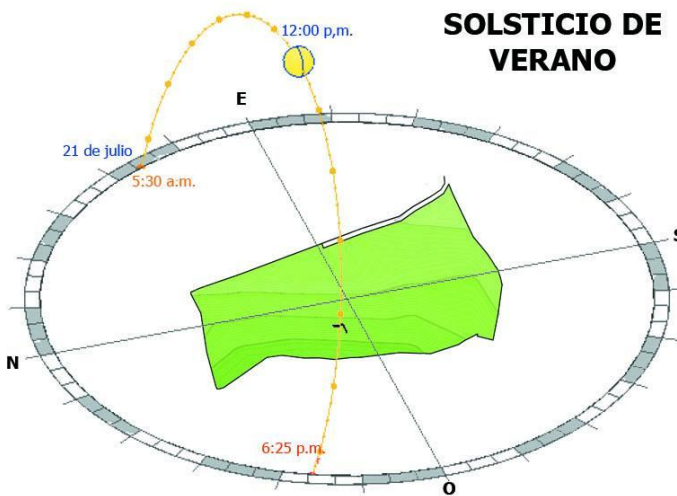 SOLSTICIO DE
VERANO
12:00 p,m.
E
21 de julio
5:30 a.m.
S
N
6:25 p.m.
O